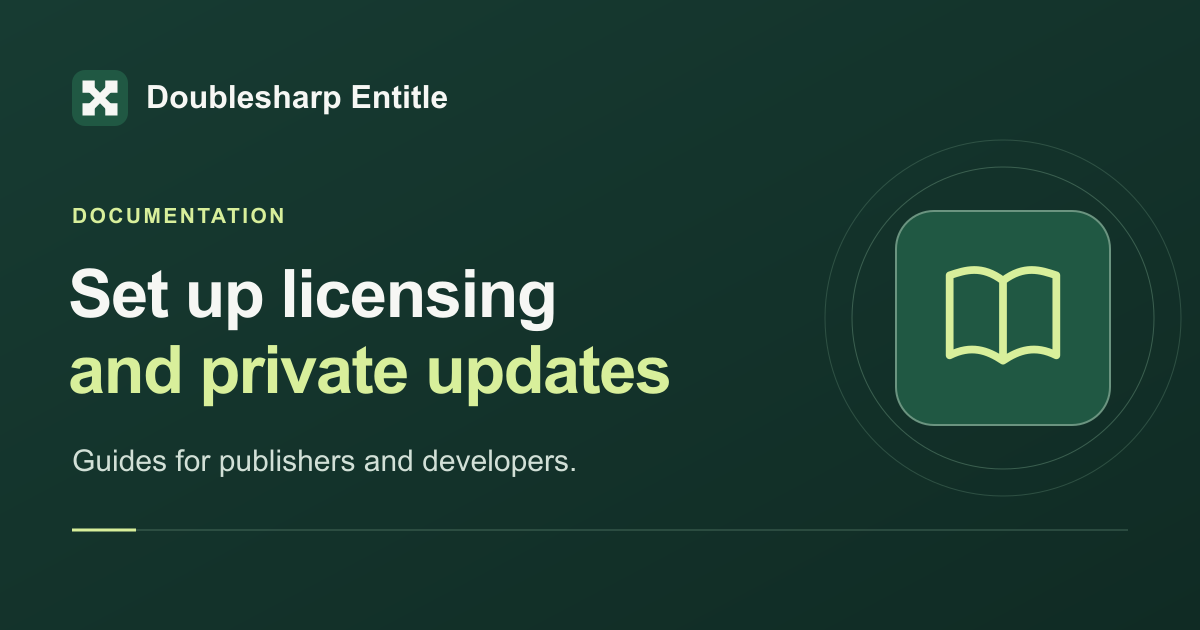 Doublesharp Entitle
DOCUMENTATION
Set up licensing
and private updates
Guides for publishers and developers.